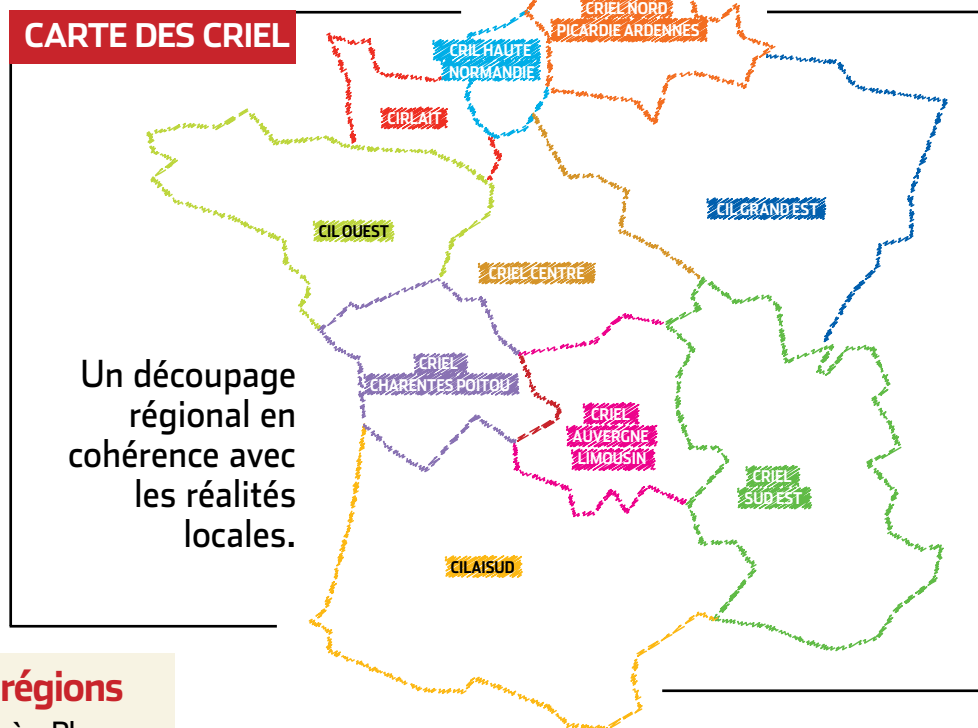 CARTE DES CRIEL
CRIEL NORD
PICARDIE ARDENNES
CRIL HAUTE
NORMANDIE
CIRLAIT
CIL GRAND EST
CIL OUEST
CRIEL CENTRE
CRIEL
CHARENTES POITOU
Un découpage
régional en
cohérence avec
les réalités
locales.
CRIEL
AUVERGNE
LIMOUSIN
CRIEL
SUD EST
CILAISUD
régions